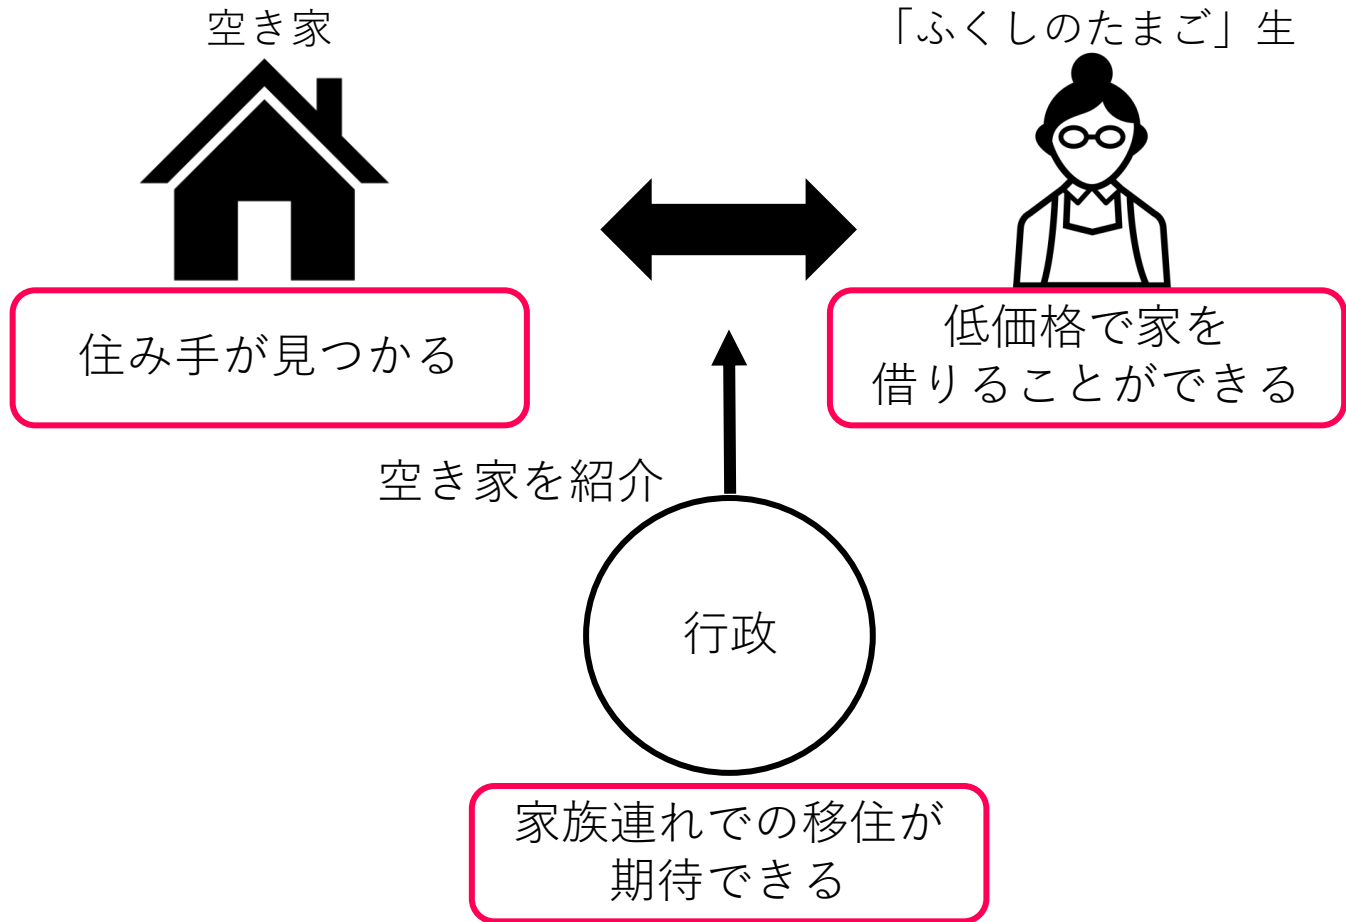 空き家
「ふくしのたまご」生
住み手が見つかる
低価格で家を
借りることができる
空き家を紹介
行政
家族連れでの移住が
期待できる